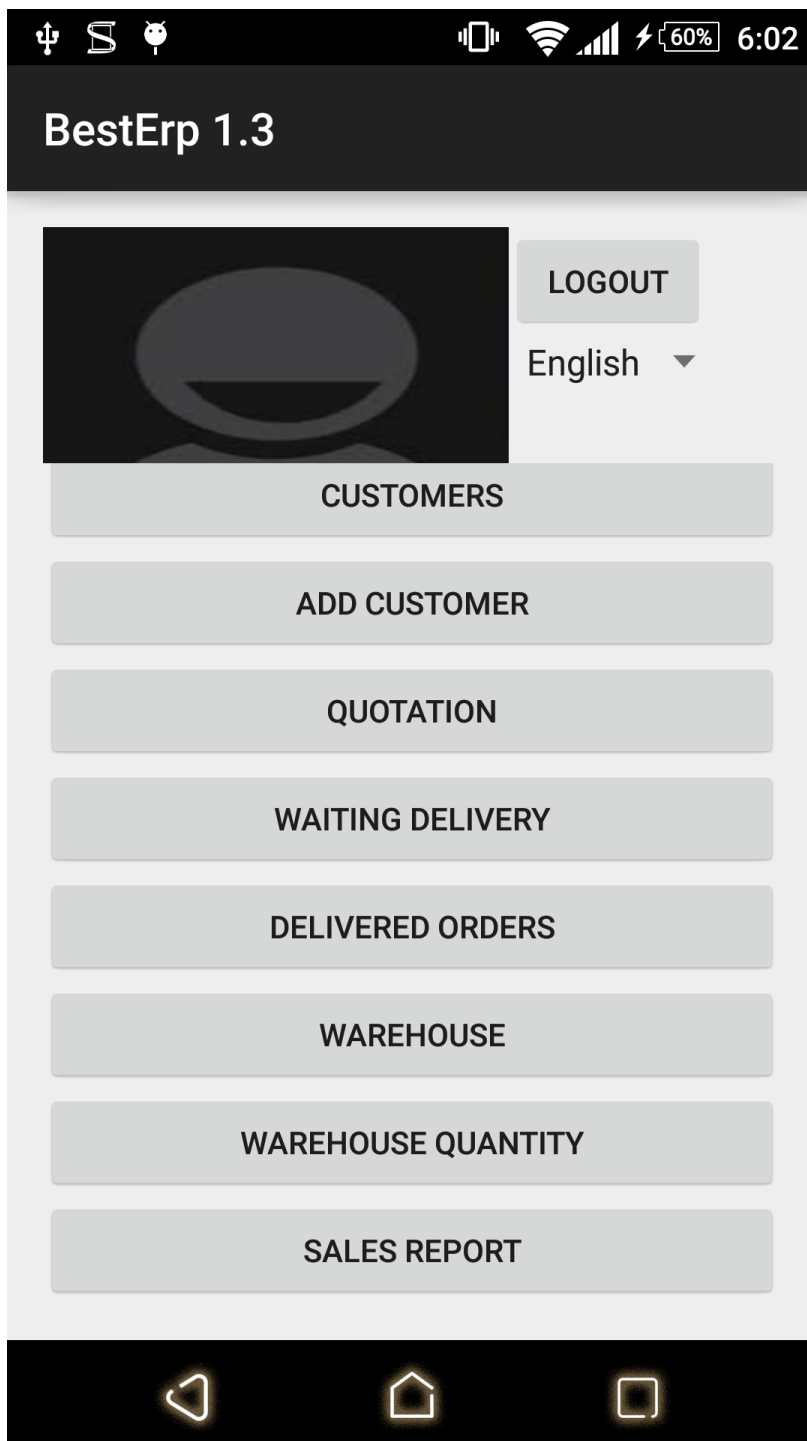 60% 6:02
BestErp 1.3
LOGOUT
English
CUSTOMERS
ADD CUSTOMER
QUOTATION
WAITING DELIVERY
DELIVERED ORDERS
WAREHOUSE
WAREHOUSE QUANTITY
SALES REPORT